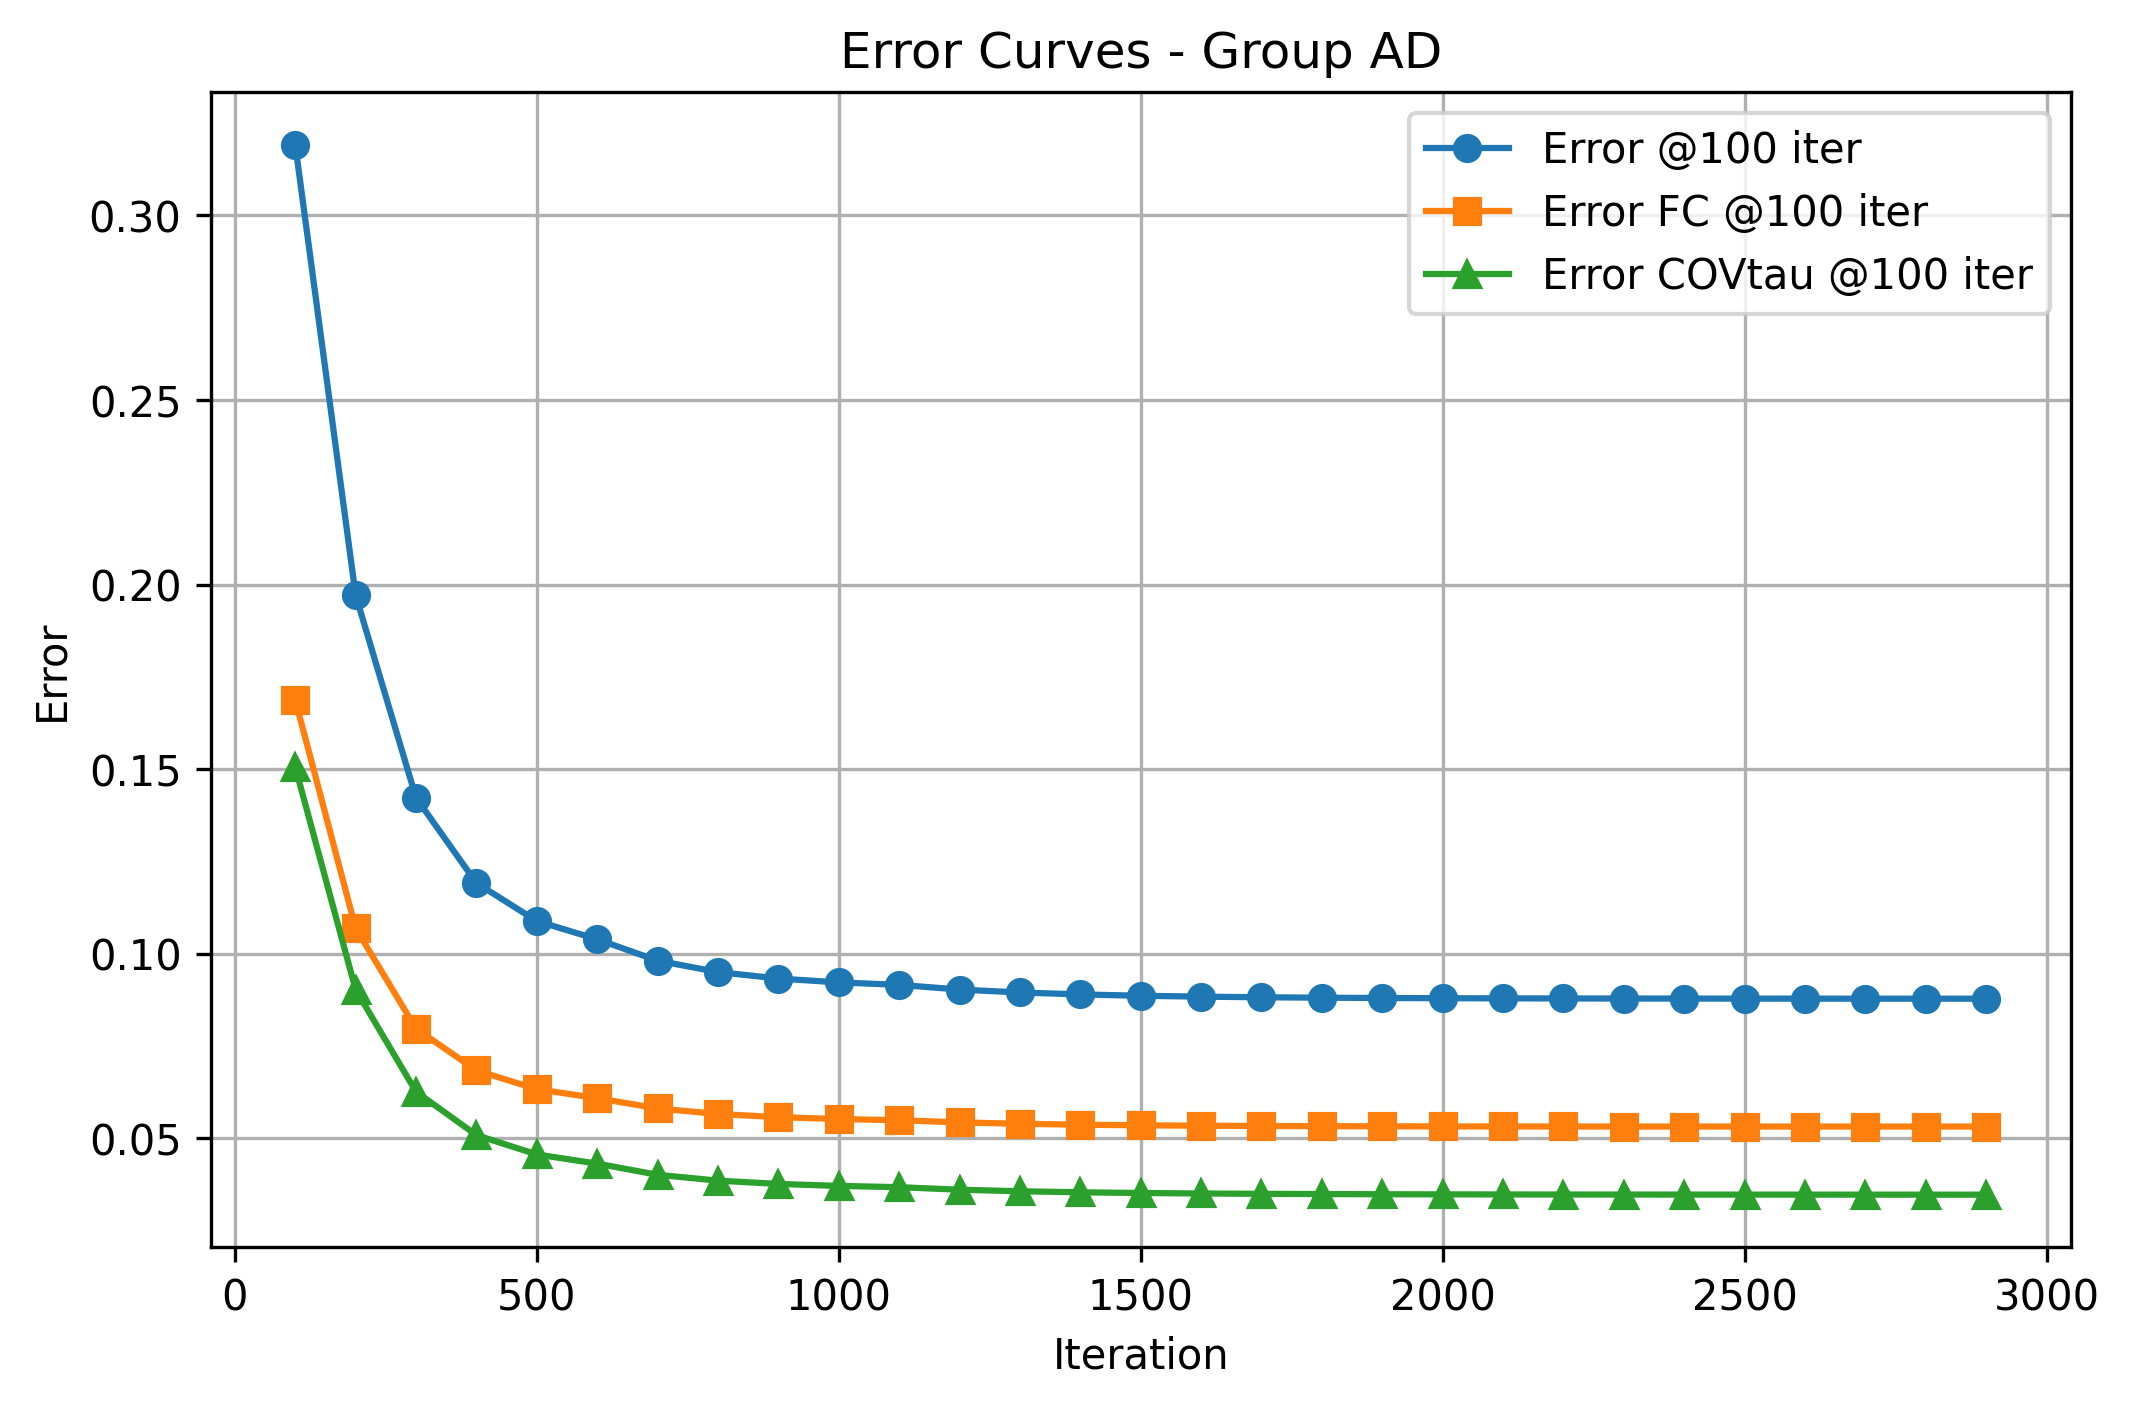 Error Curves - Group AD
Error @100 iter
Error FC @100 iter
Error COVtau @100 iter
0.30
0.25
0.20
0.15
0.10
0.05
Error
0 500 1000 1500 2000 2500 3000
Iteration